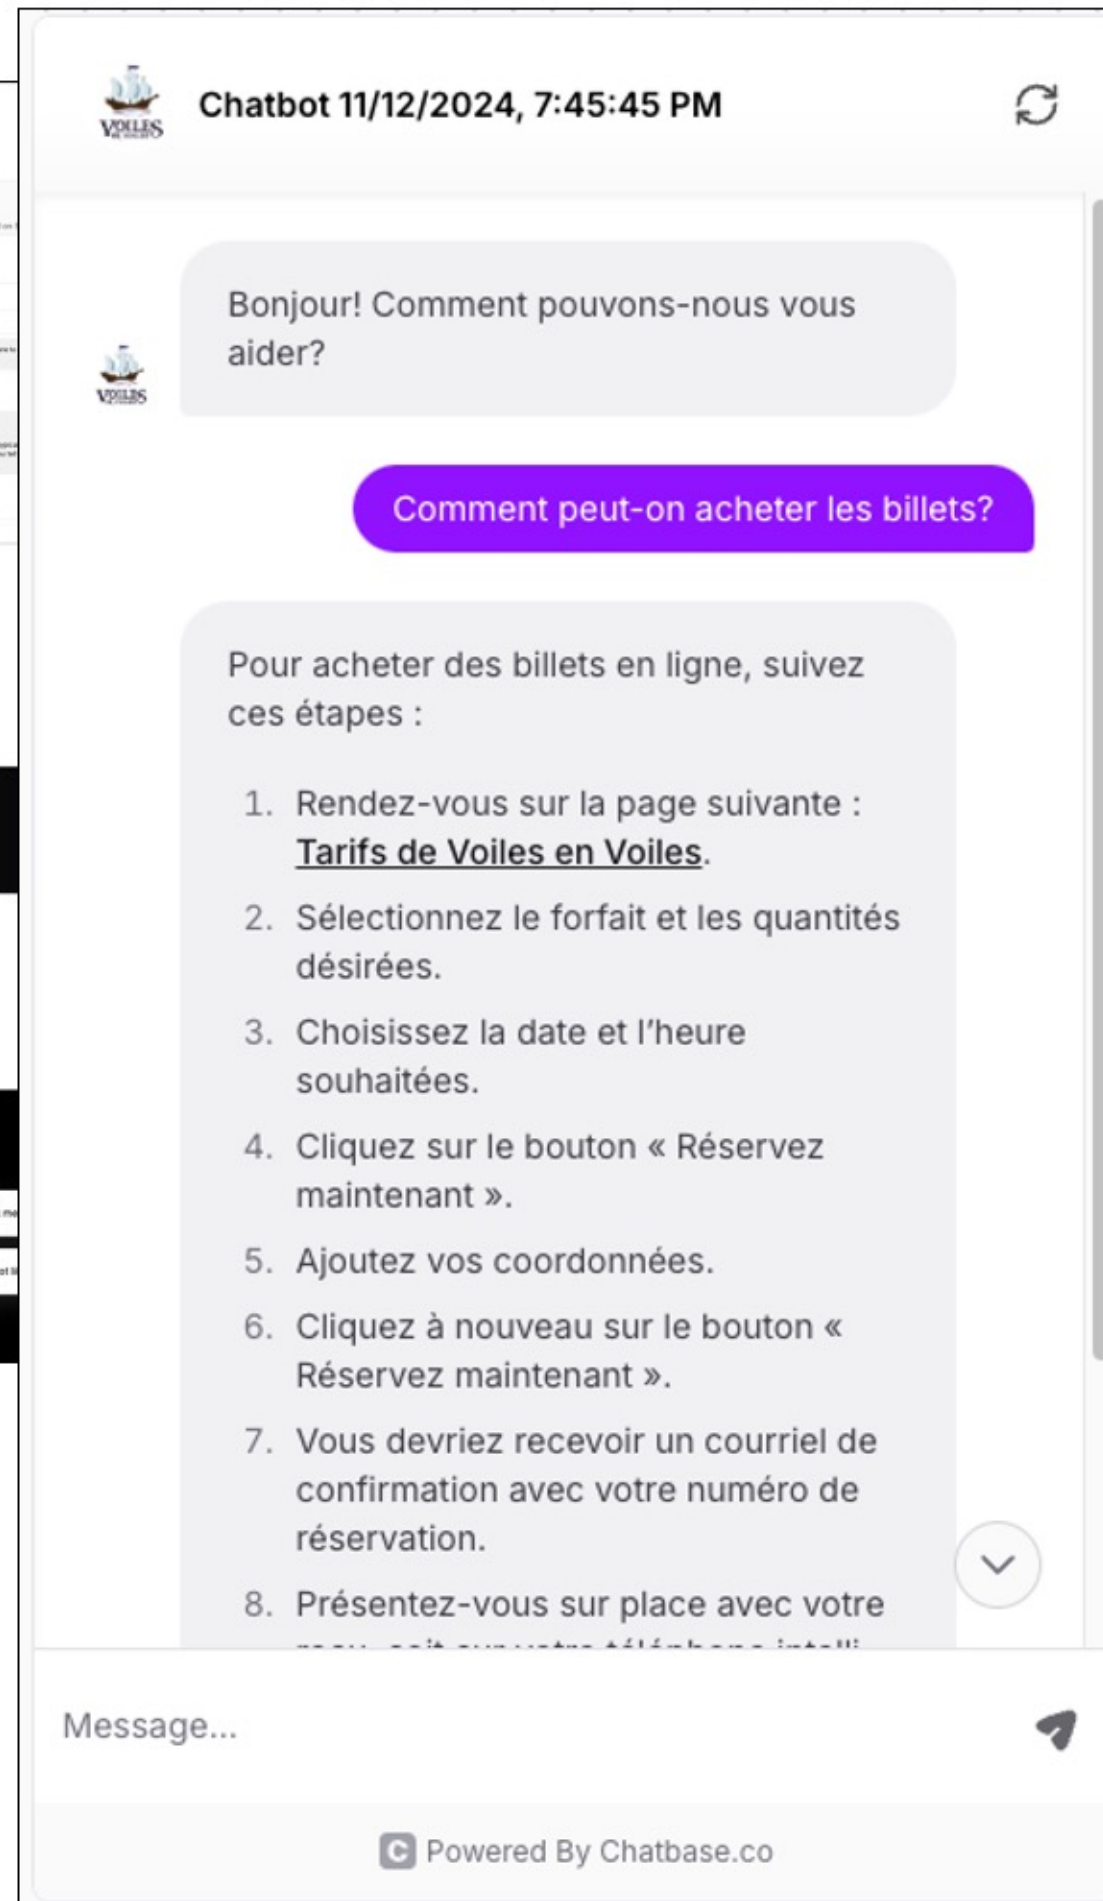 VOILES
Chatbot 11/12/2024, 7:45:45 PM
Bonjour! Comment pouvons-nous vous
aider?
VOILES
Comment peut-on acheter les billets?
Pour acheter des billets en ligne, suivez
ces étapes :
1. Rendez-vous sur la page suivante :
Tarifs de Voiles en Voiles.
2. Sélectionnez le forfait et les quantités
désirées.
3. Choisissez la date et l’heure
souhaitées.
4. Cliquez sur le bouton « Réservez
maintenant ».
5. Ajoutez vos coordonnées.
6. Cliquez à nouveau sur le bouton «
Réservez maintenant ».
7. Vous devriez recevoir un courriel de
confirmation avec votre numéro de
réservation.
8. Présentez-vous sur place avec votre
Message...
C Powered By Chatbase.co